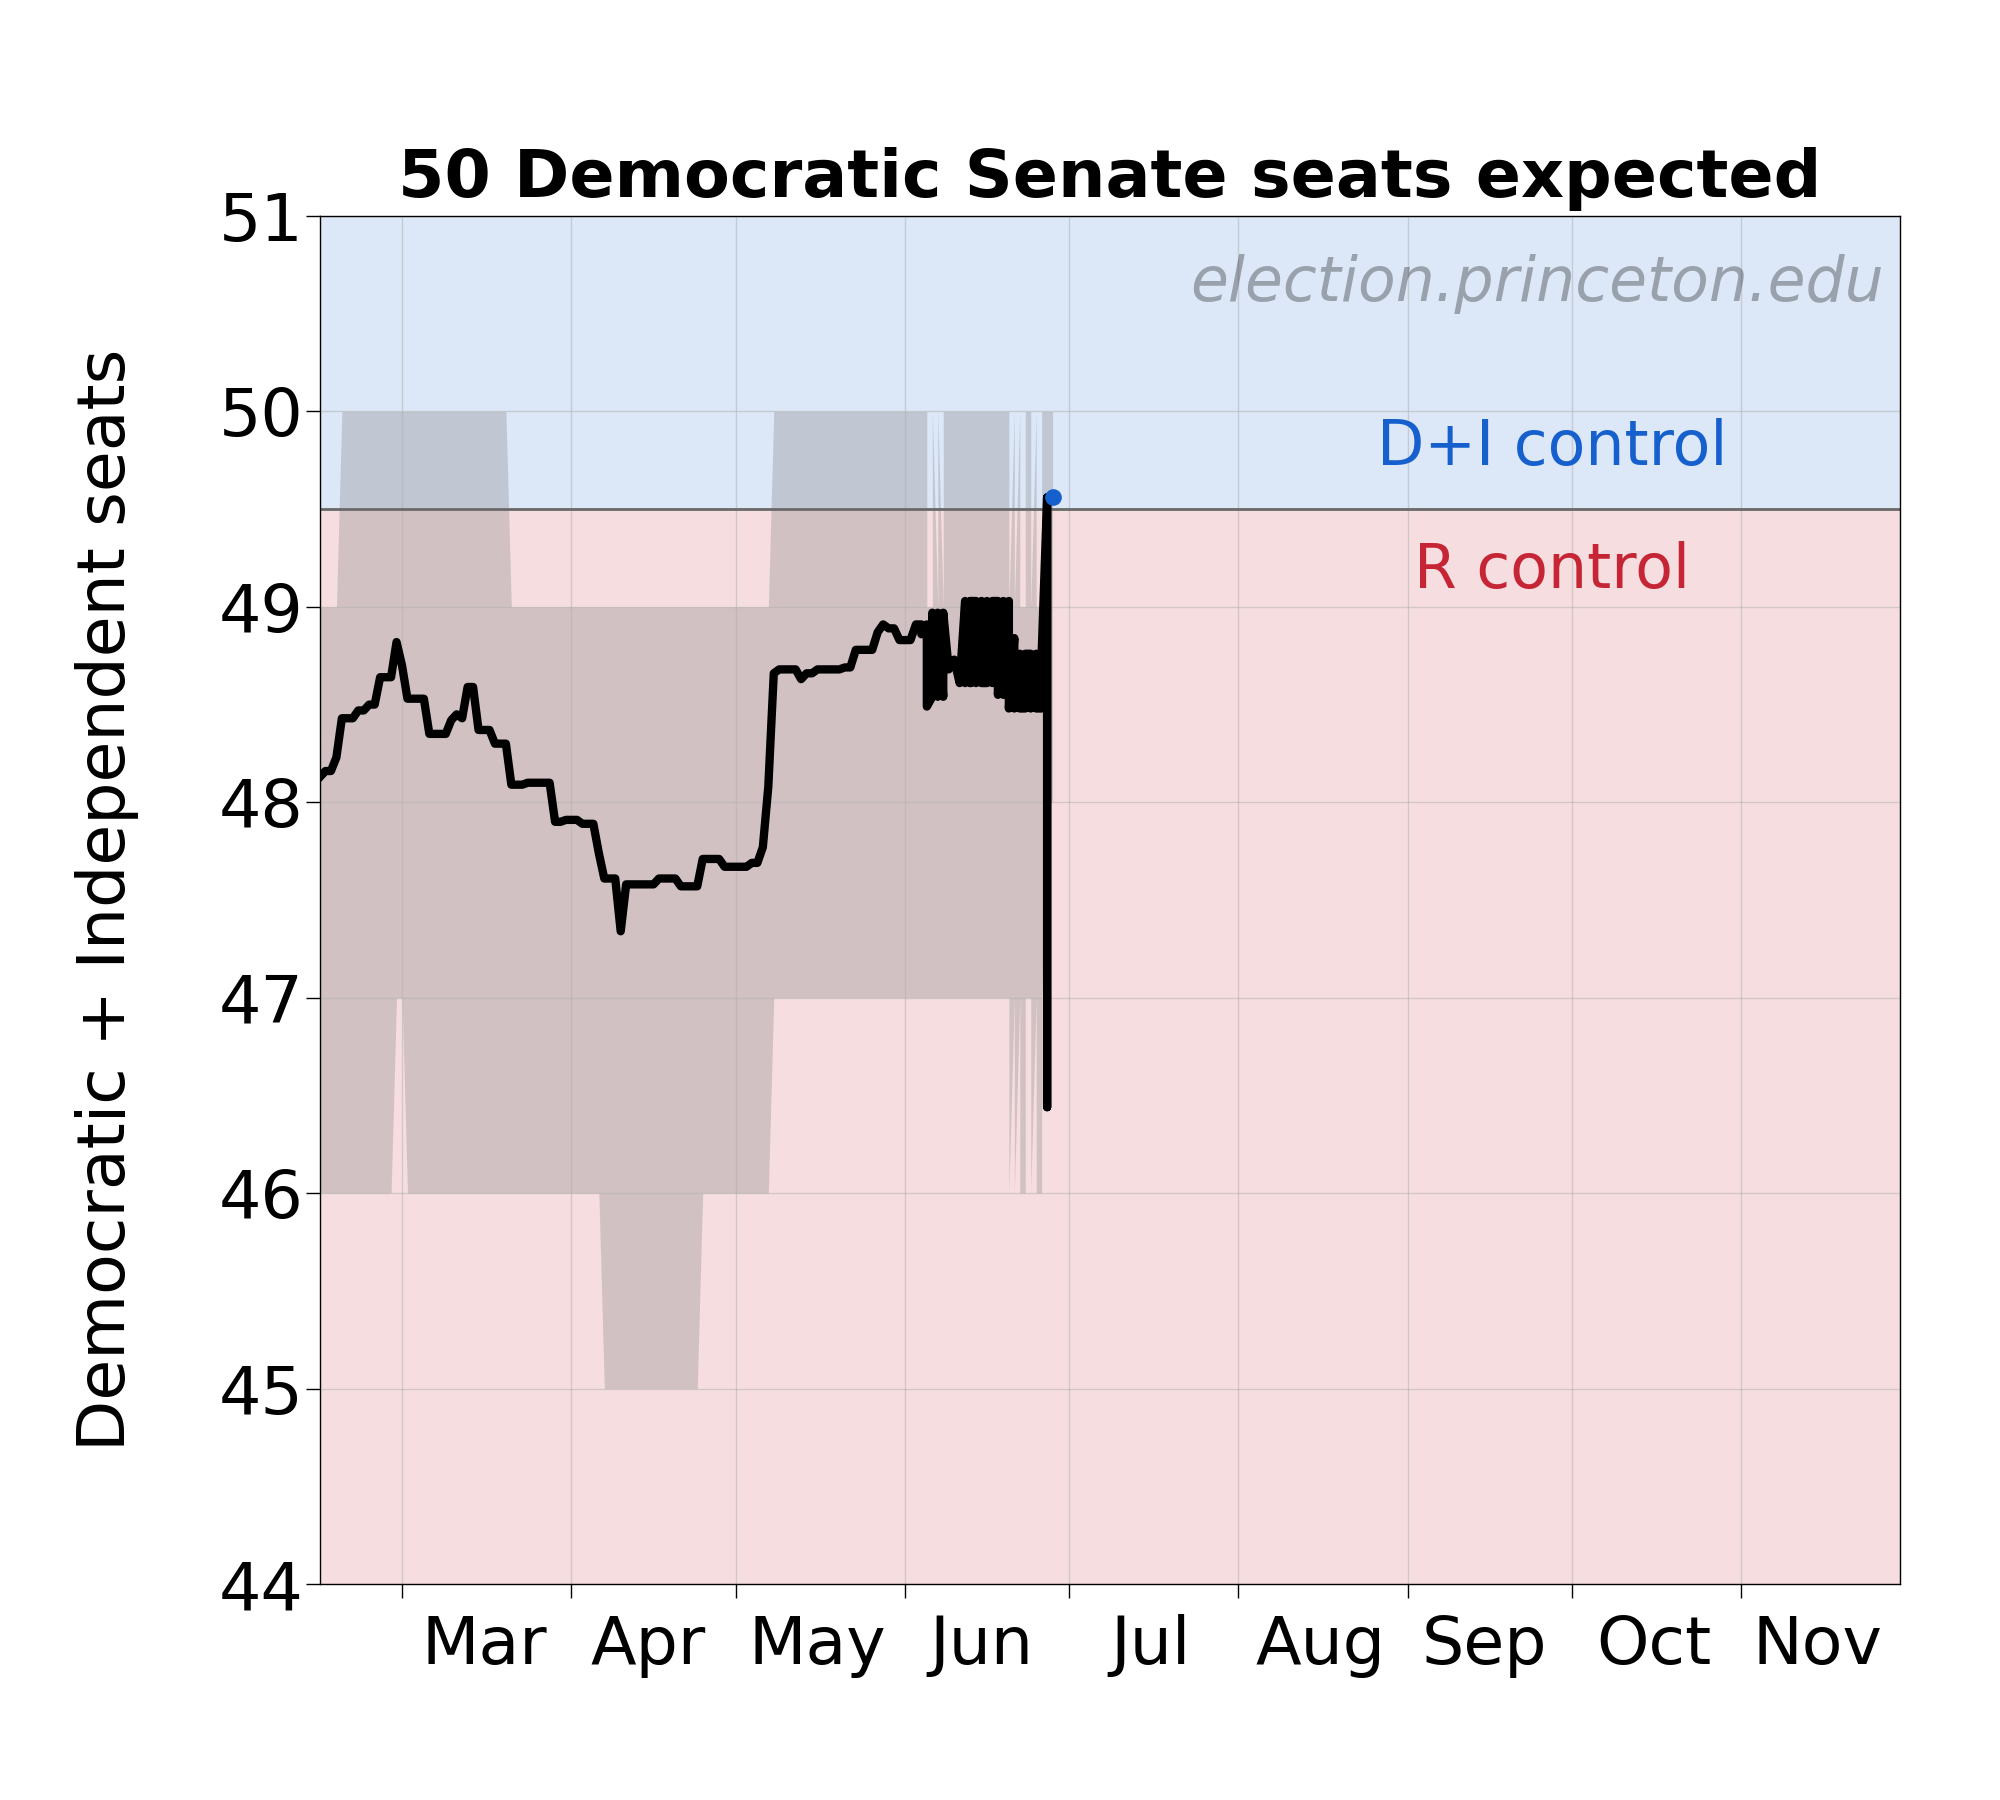 50 Democratic Senate seats expected
51
election.princeton.edu
50
D+I control
R control
49
48
47
46
45
44
Democratic + Independent seats
Mar Apr May Jun Jul Aug Sep Oct Nov